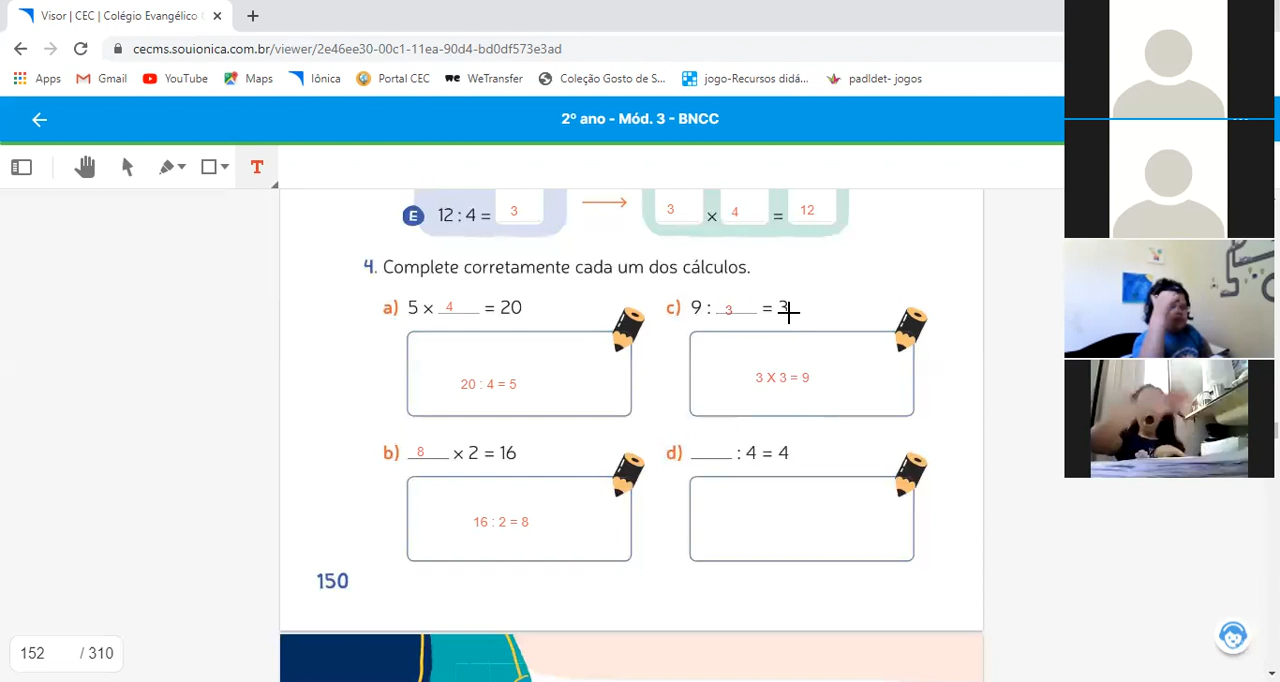 Visor | CEC | Colégio Evangélico
cecms.souionica.com.br/viewer/2e46ee30-00c1-11ea-90d4-bd0df573e3ad
Apps Gmail YouTube Maps Iônica Portal CEC WeTransfer Coleção Gosto de S... jogo-Recursos didá... padldet- jogos
2º ano - Mód. 3 - BNCC
T
E 12 : 4 = 3 3 × 4 = 12
4. Complete corretamente cada um dos cálculos.
a) 5 × 4 = 20
20 : 4 = 5
b) 8 × 2 = 16
16 : 2 = 8
c) 9 : 3 = 3
3 X 3 = 9
d) ____ : 4 = 4
150
152 / 310